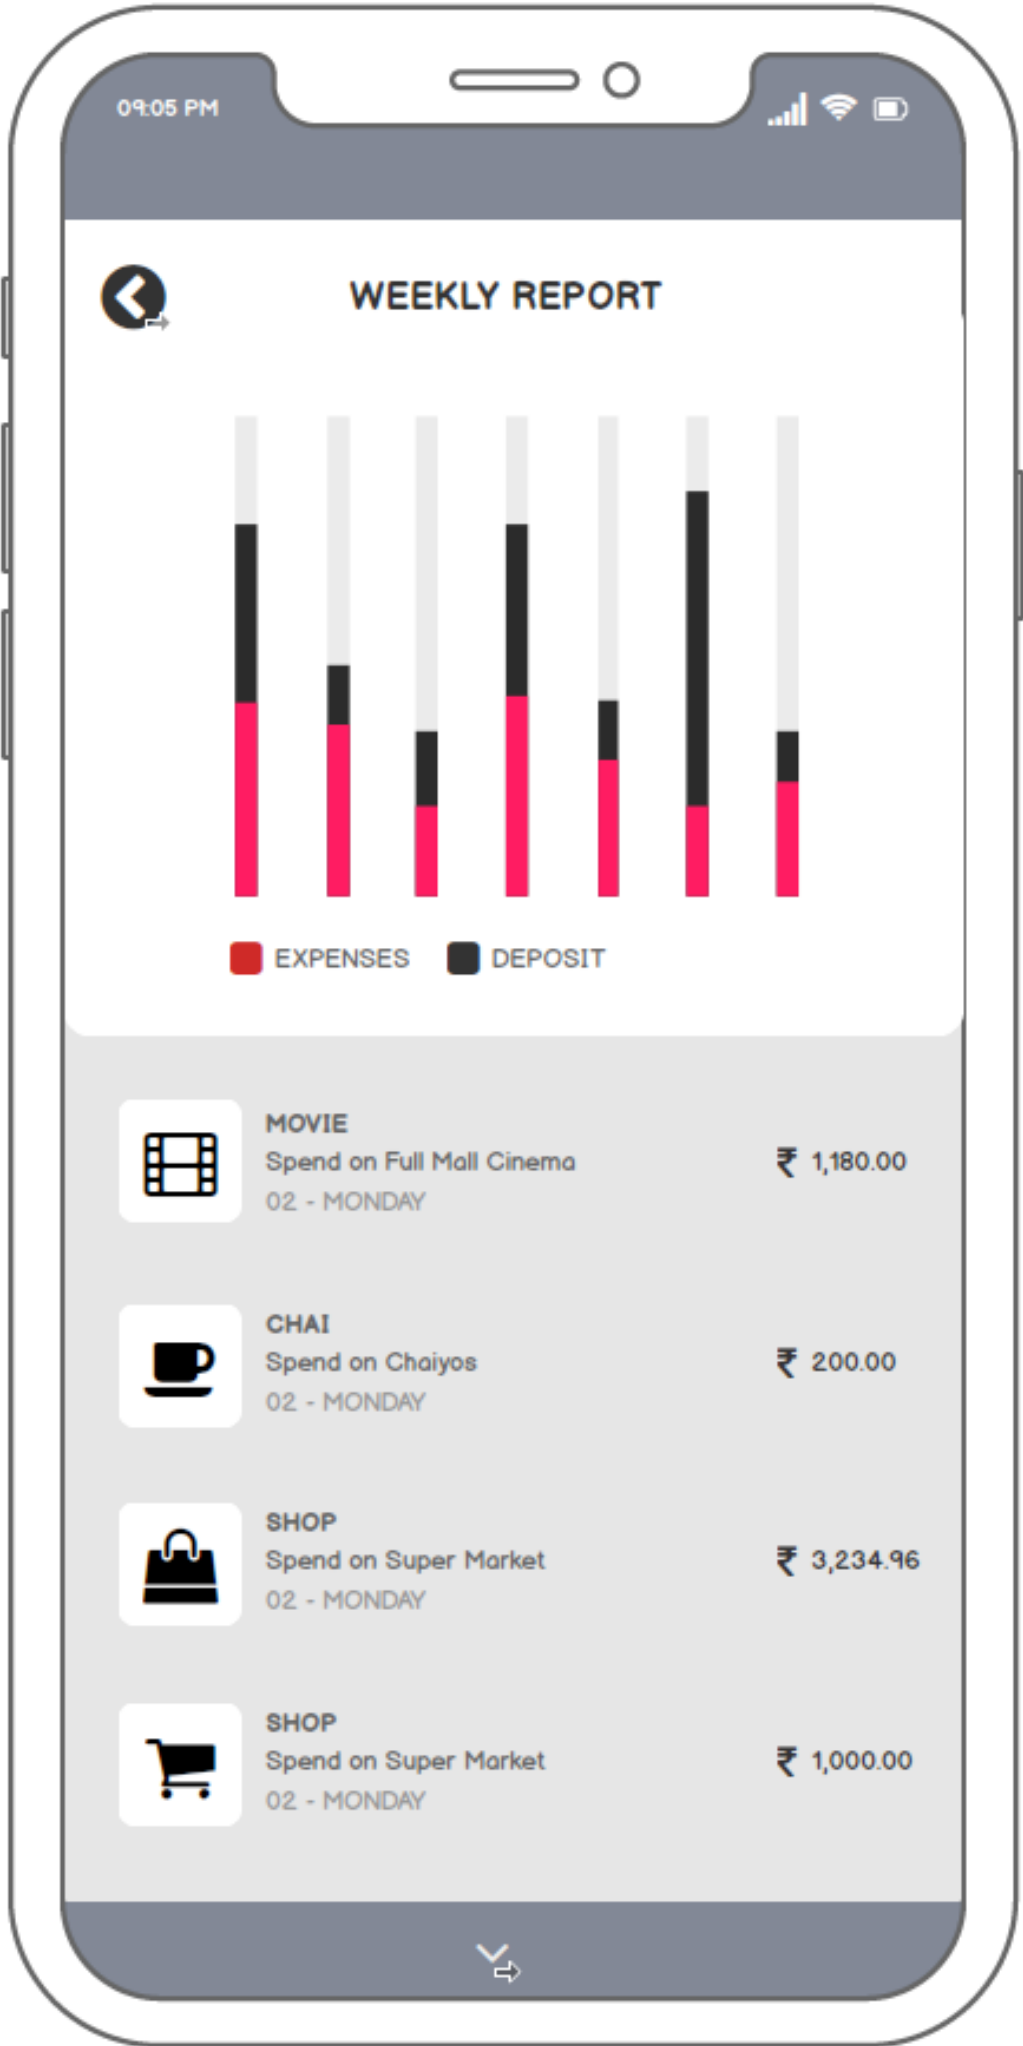 09:05 PM
WEEKLY REPORT
EXPENSES
DEPOSIT
MOVIE
Spend on Full Mall Cinema
₹ 1,180.00
02 - MONDAY
CHAI
Spend on Chaiyos
₹ 200.00
02 - MONDAY
SHOP
Spend on Super Market
₹ 3,234.96
02 - MONDAY
SHOP
Spend on Super Market
₹ 1,000.00
02 - MONDAY